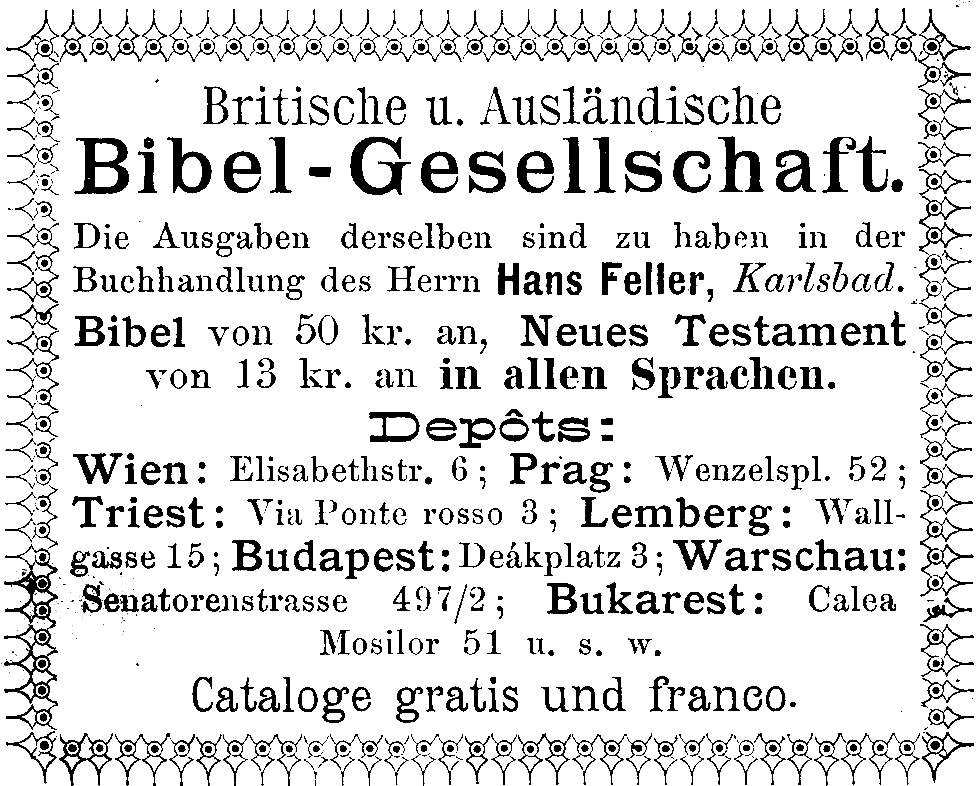 Britische u. Ausländische
Bibel-Gesellschaft.
Die Ausgaben derselben sind zu haben in der
Buchhandlung des Herrn Hans Feller, Karlsbad.
Bibel von 50 kr. an, Neues Testament
von 13 kr. an in allen Sprachen.
Depôts:
Wien: Elisabethstr. 6; Prag: Wenzelspl. 52;
Triest: Via Ponte rosso 3; Lemberg: Wall-
gasse 15; Budapest: Deákplatz 3; Warschau:
Senatorenstrasse 497/2; Bukarest: Calea
Mosilor 51 u. s. w.
Cataloge gratis und franco.